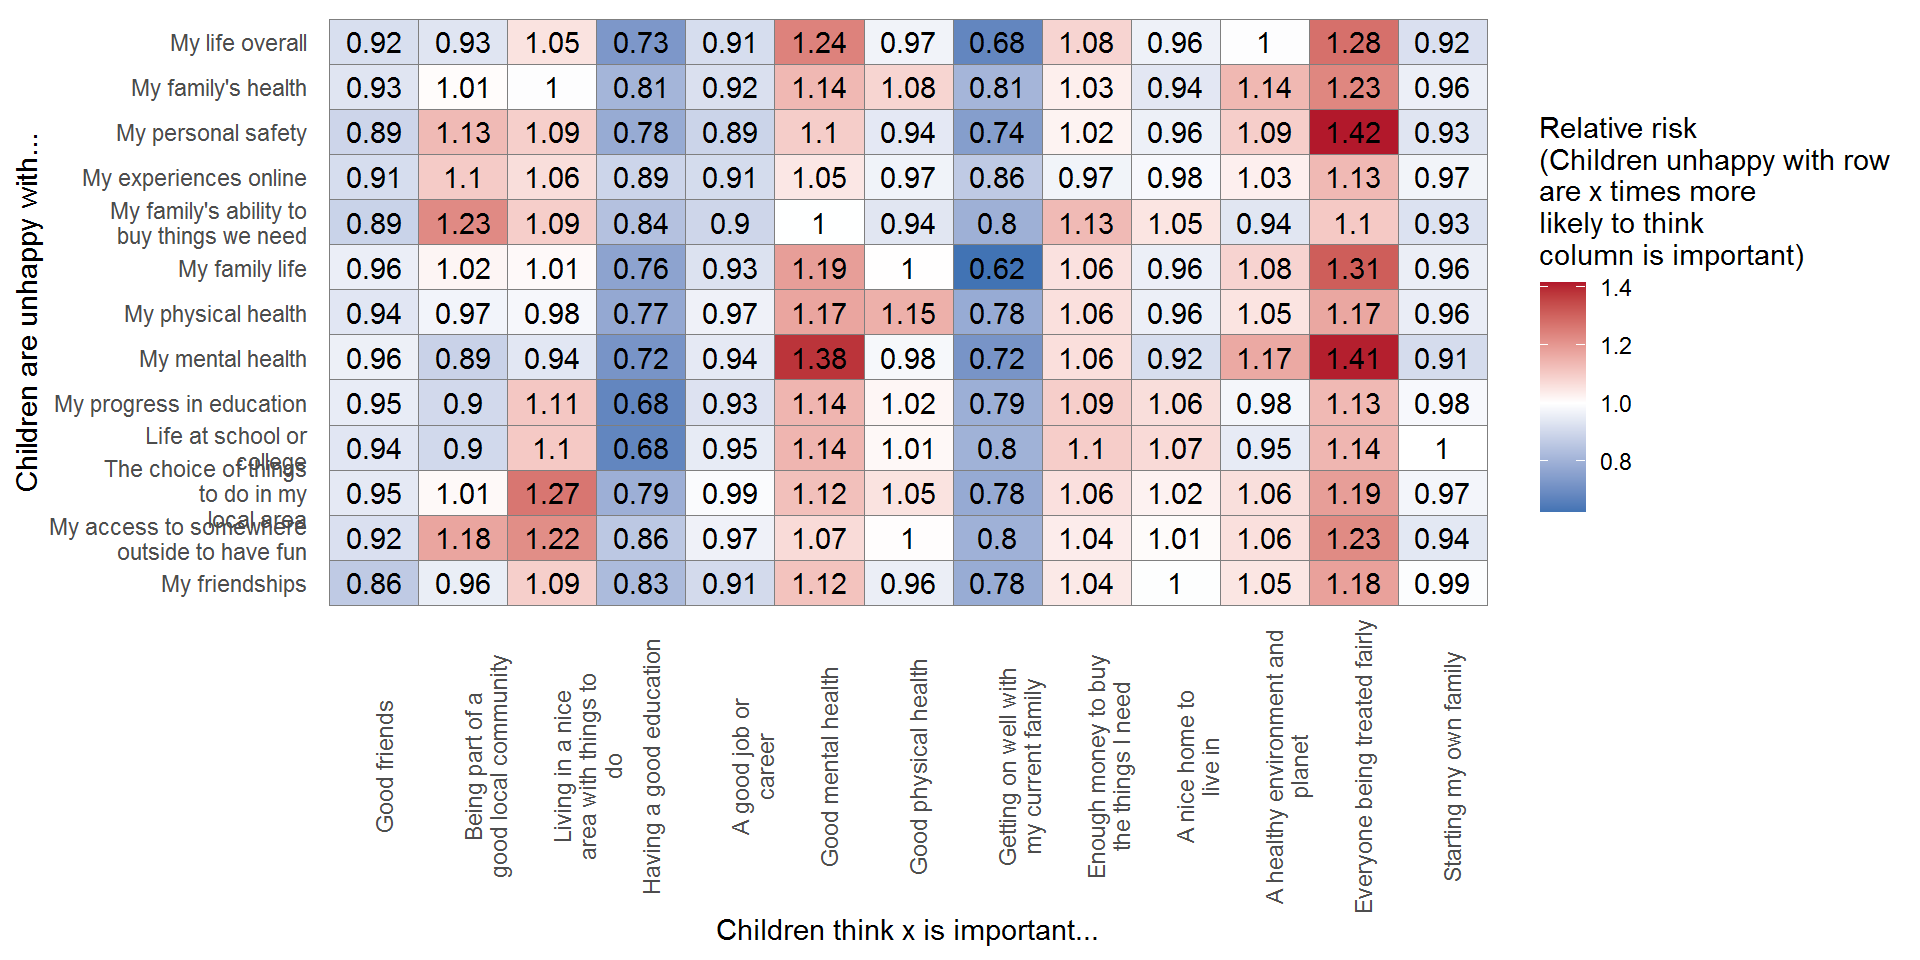 My life overall 0.92 0.93 1.05 0.73 0.91 1.24 0.97 0.68 1.08 0.96 1 1.28 0.92
My family's health 0.93 1.01 1 0.81 0.92 1.14 1.08 0.81 1.03 0.94 1.14 1.23 0.96
My personal safety 0.89 1.13 1.09 0.78 0.89 1.1 0.94 0.74 1.02 0.96 1.09 1.42 0.93
My experiences online 0.91 1.1 1.06 0.89 0.91 1.05 0.97 0.86 0.97 0.98 1.03 1.13 0.97
My family's ability to
buy things we need 0.89 1.23 1.09 0.84 0.9 1 0.94 0.8 1.13 1.05 0.94 1.1 0.93
My family life 0.96 1.02 1.01 0.76 0.93 1.19 1 0.62 1.06 0.96 1.08 1.31 0.96
My physical health 0.94 0.97 0.98 0.77 0.97 1.17 1.15 0.78 1.06 0.96 1.05 1.17 0.96
My mental health 0.96 0.89 0.94 0.72 0.94 1.38 0.98 0.72 1.06 0.92 1.17 1.41 0.91
My progress in education 0.95 0.9 1.11 0.68 0.93 1.14 1.02 0.79 1.09 1.06 0.98 1.13 0.98
Life at school or
college 0.94 0.9 1.1 0.68 0.95 1.14 1.01 0.8 1.1 1.07 0.95 1.14 1
The choice of things
to do in my
local area 0.95 1.01 1.27 0.79 0.99 1.12 1.05 0.78 1.06 1.02 1.06 1.19 0.97
My access to somewhere
outside to have fun 0.92 1.18 1.22 0.86 0.97 1.07 1 0.8 1.04 1.01 1.06 1.23 0.94
My friendships 0.86 0.96 1.09 0.83 0.91 1.12 0.96 0.78 1.04 1 1.05 1.18 0.99
Children are unhappy with...
Good friends
Being part of a
good local community
Living in a nice
area with things to
do
Having a good education
A good job or
career
Good mental health
Good physical health
Getting on well with
my current family
Enough money to buy
the things I need
A nice home to
live in
A healthy environment and
planet
Everyone being treated fairly
Starting my own family
Children think x is important...
Relative risk
(Children unhappy with row
are x times more
likely to think
column is important)
1.4
1.2
1.0
0.8